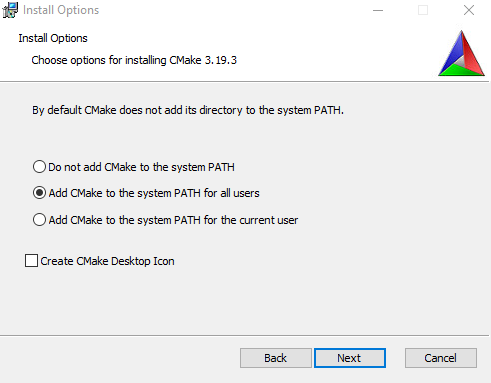 Install Options
Install Options
Choose options for installing CMake 3.19.3
By default CMake does not add its directory to the system PATH.
Do not add CMake to the system PATH
Add CMake to the system PATH for all users
Add CMake to the system PATH for the current user
Create CMake Desktop Icon
Back Next Cancel